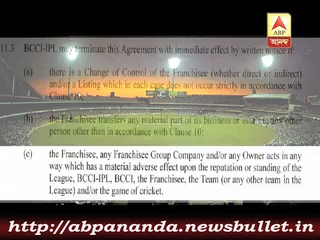 abp
ABP
আনন্দ
11.3 BCCI-IPL may terminate this Agreement with immediate effect by written notice if:
(a) there is a Change of Control of the Franchisee (whether direct or indirect)
and/or a Listing which in each case does not occur strictly in accordance with
Clause 10;
(b) the Franchisee transfers any material part of its business or assets to any other
person other than in accordance with Clause 10:
(c) the Franchisee, any Franchisee Group Company and/or any Owner acts in any
way which has a material adverse effect upon the reputation or standing of the
League, BCCI-IPL, BCCI, the Franchisee, the Team (or any other team in the
League) and/or the game of cricket.
http://abpananda.newsbullet.in